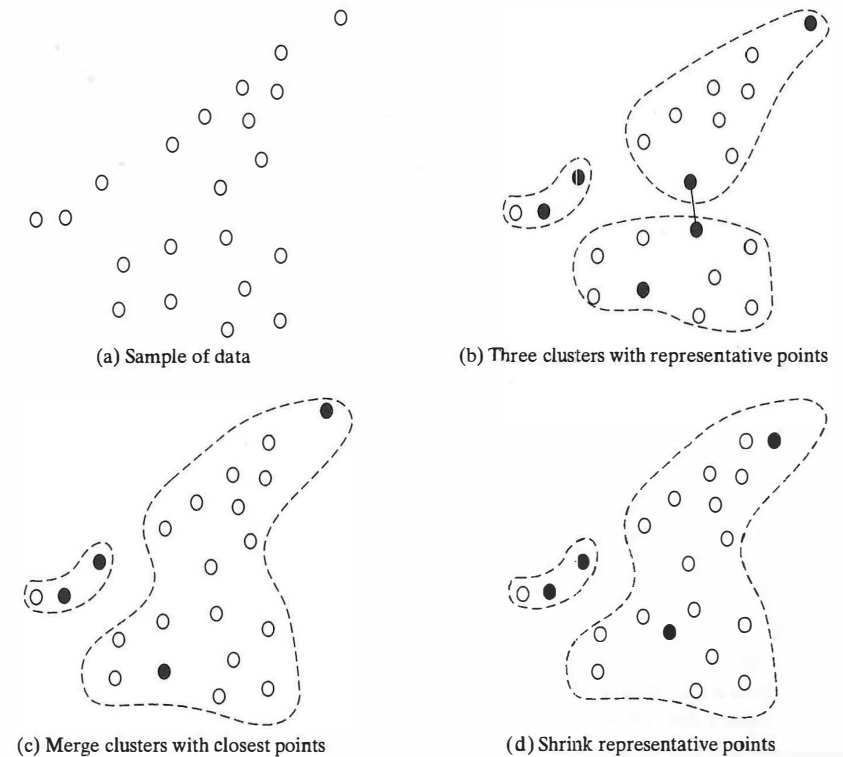 (a) Sample of data
(b) Three clusters with representative points
(c) Merge clusters with closest points
(d) Shrink representative points